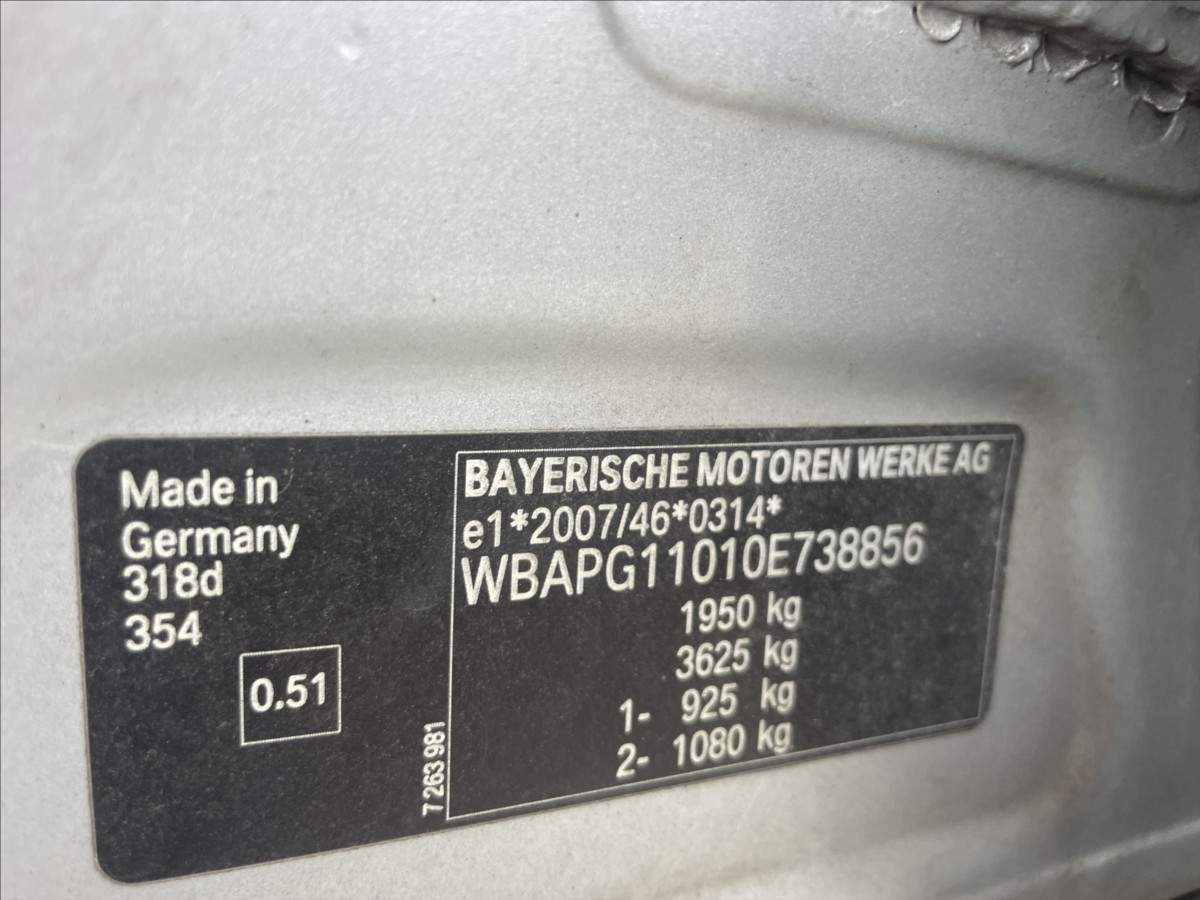 Made in
Germany
318d
354
0.51
7 263 981
BAYERISCHE MOTOREN WERKE AG
e1*2007/46*0314*
WBAPG11010E738856
1950 kg
3625 kg
1- 925 kg
2- 1080 kg